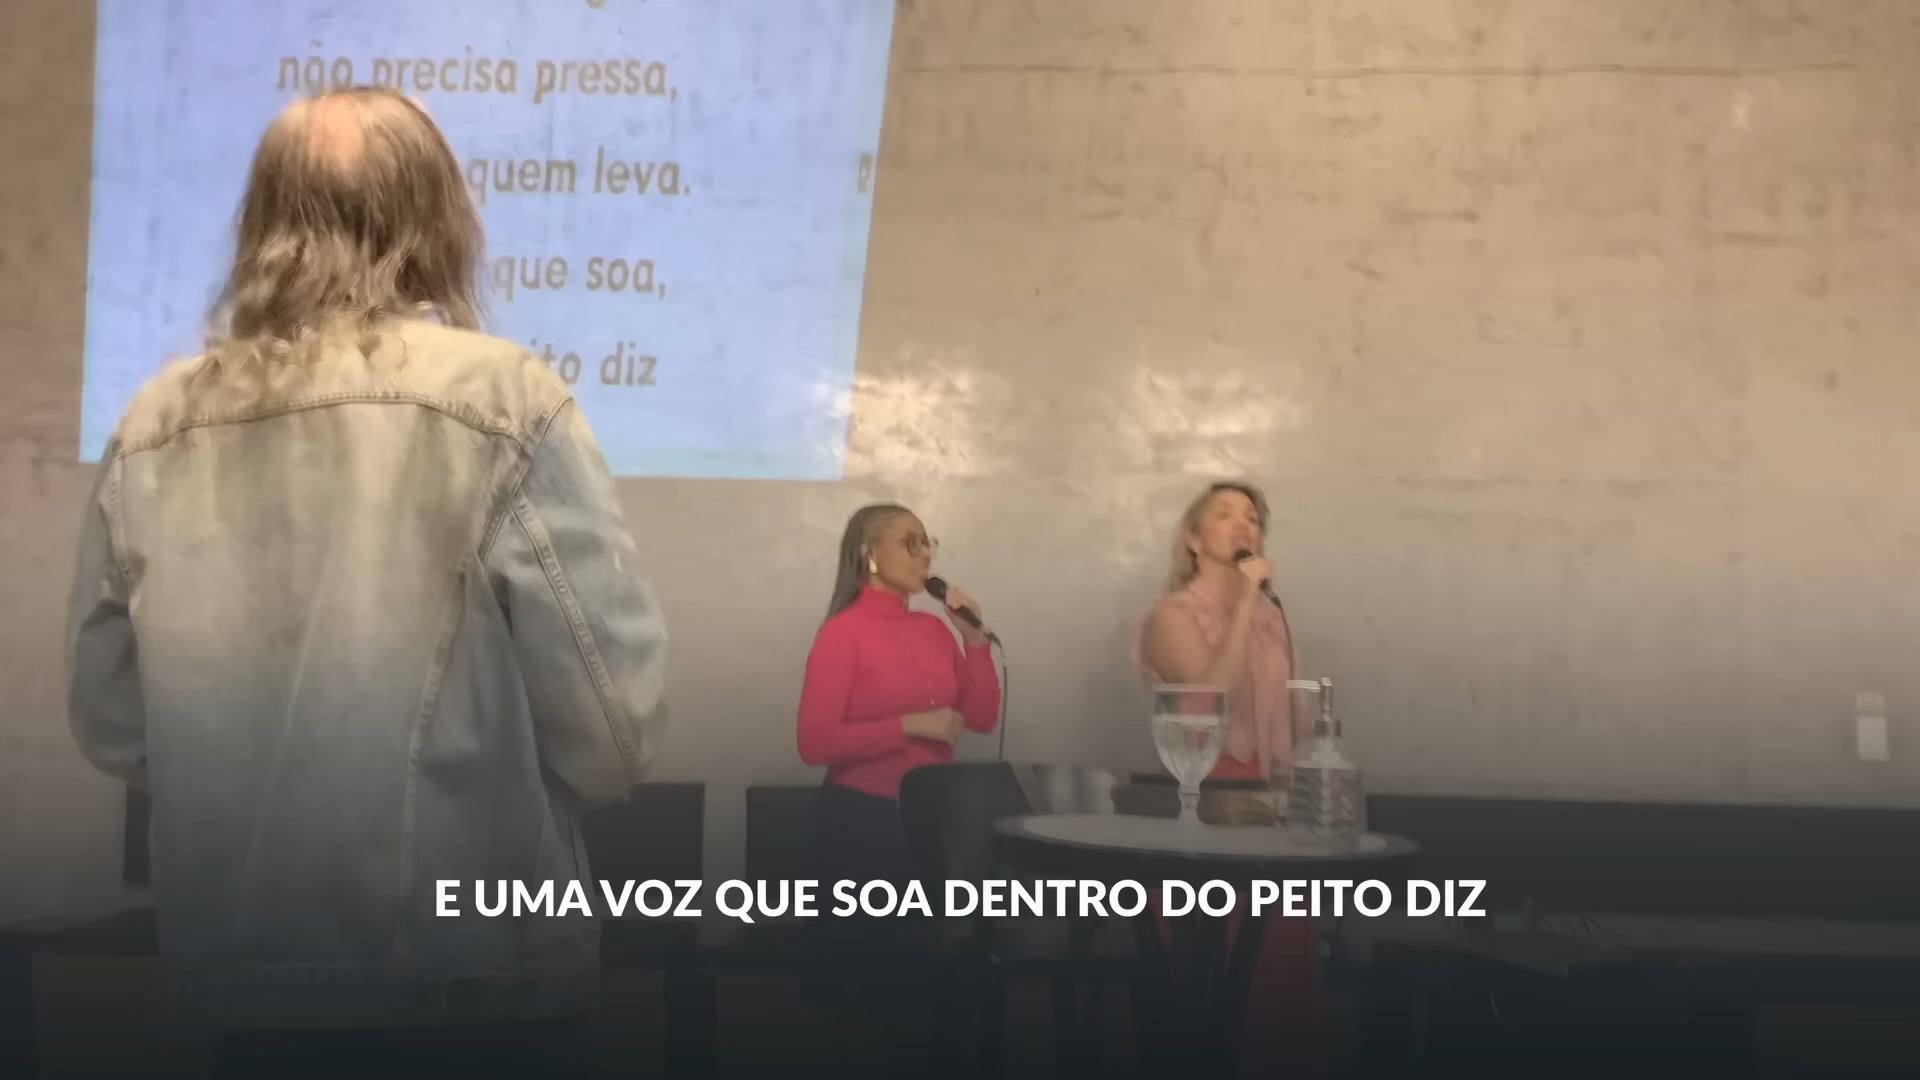 não precisa pressa,
quem leva.
que soa,
ito diz
E UMA VOZ QUE SOA DENTRO DO PEITO DIZ